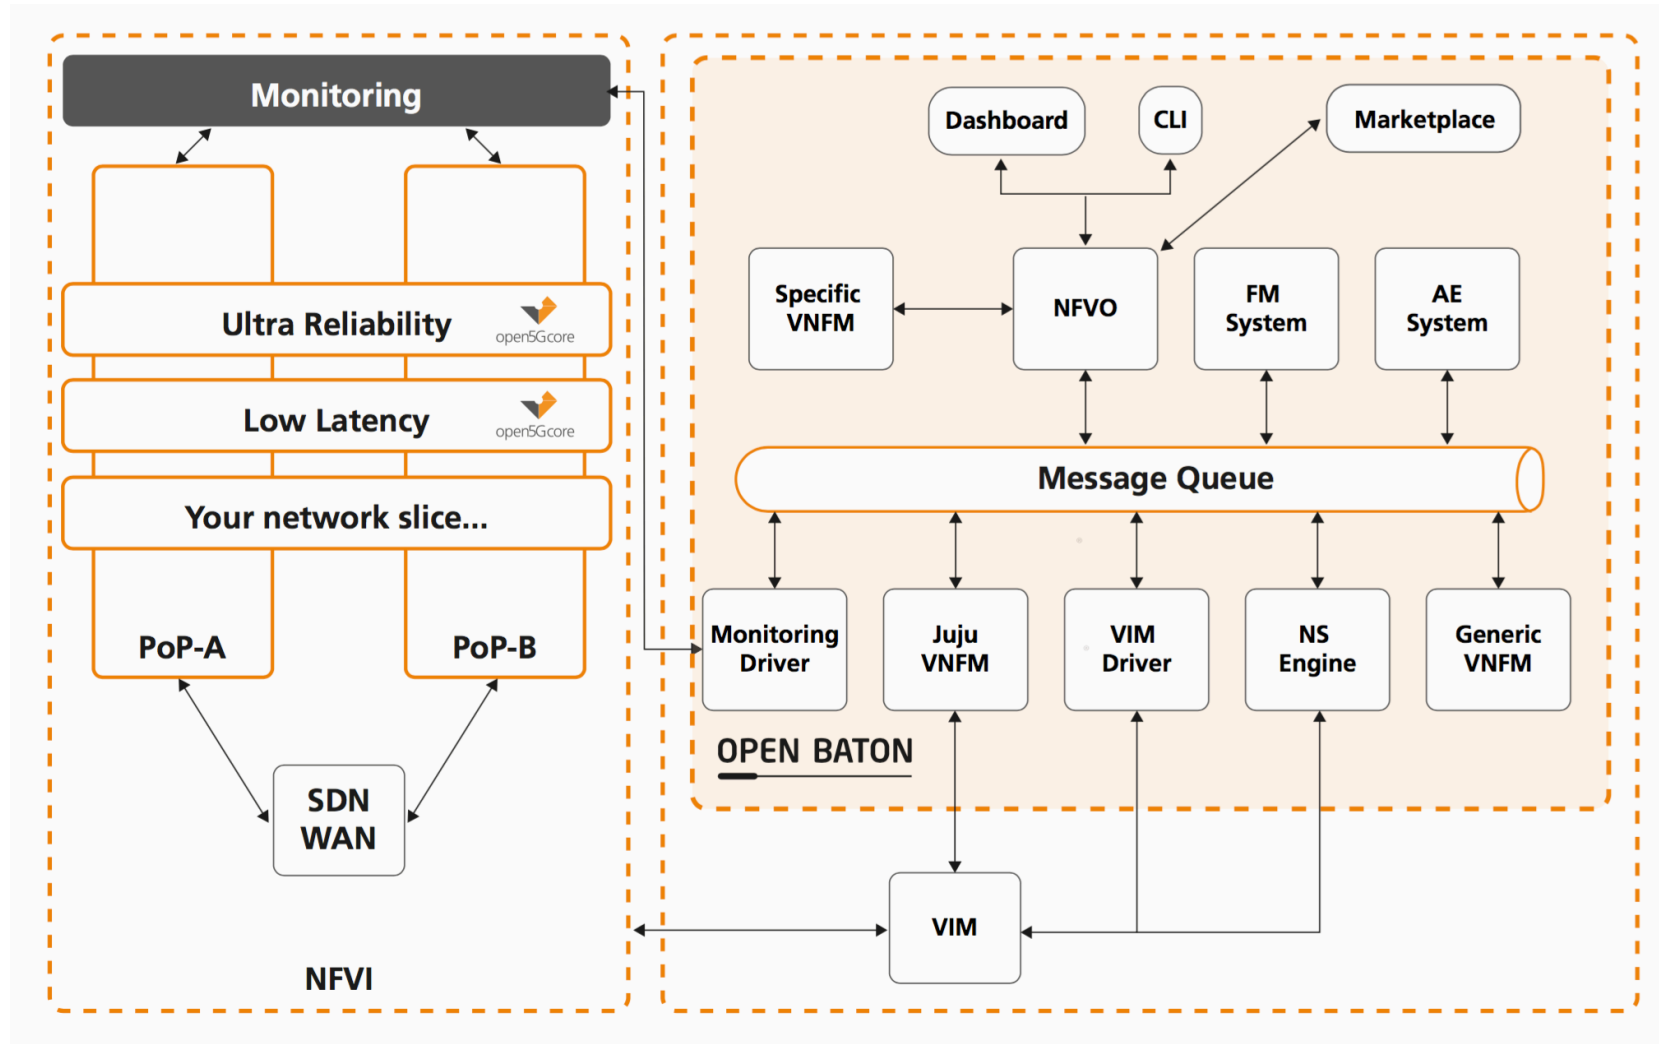 Monitoring
Ultra Reliability
open5Gcore
Low Latency
open5Gcore
Your network slice...
PoP-A
PoP-B
SDN
WAN
NFVI
Dashboard
CLI
Marketplace
Specific
VNFM
NFVO
FM
System
AE
System
Message Queue
Monitoring
Driver
Juju
VNFM
VIM
Driver
NS
Engine
Generic
VNFM
OPEN BATON
VIM